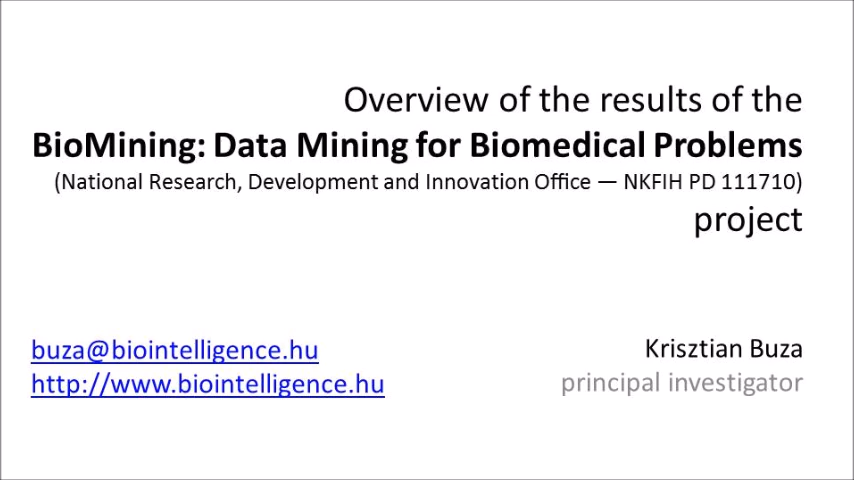 Overview of the results of the
BioMining: Data Mining for Biomedical Problems
(National Research, Development and Innovation Office — NKFIH PD 111710)
project
buza@biointelligence.hu
http://www.biointelligence.hu
Krisztian Buza
principal investigator